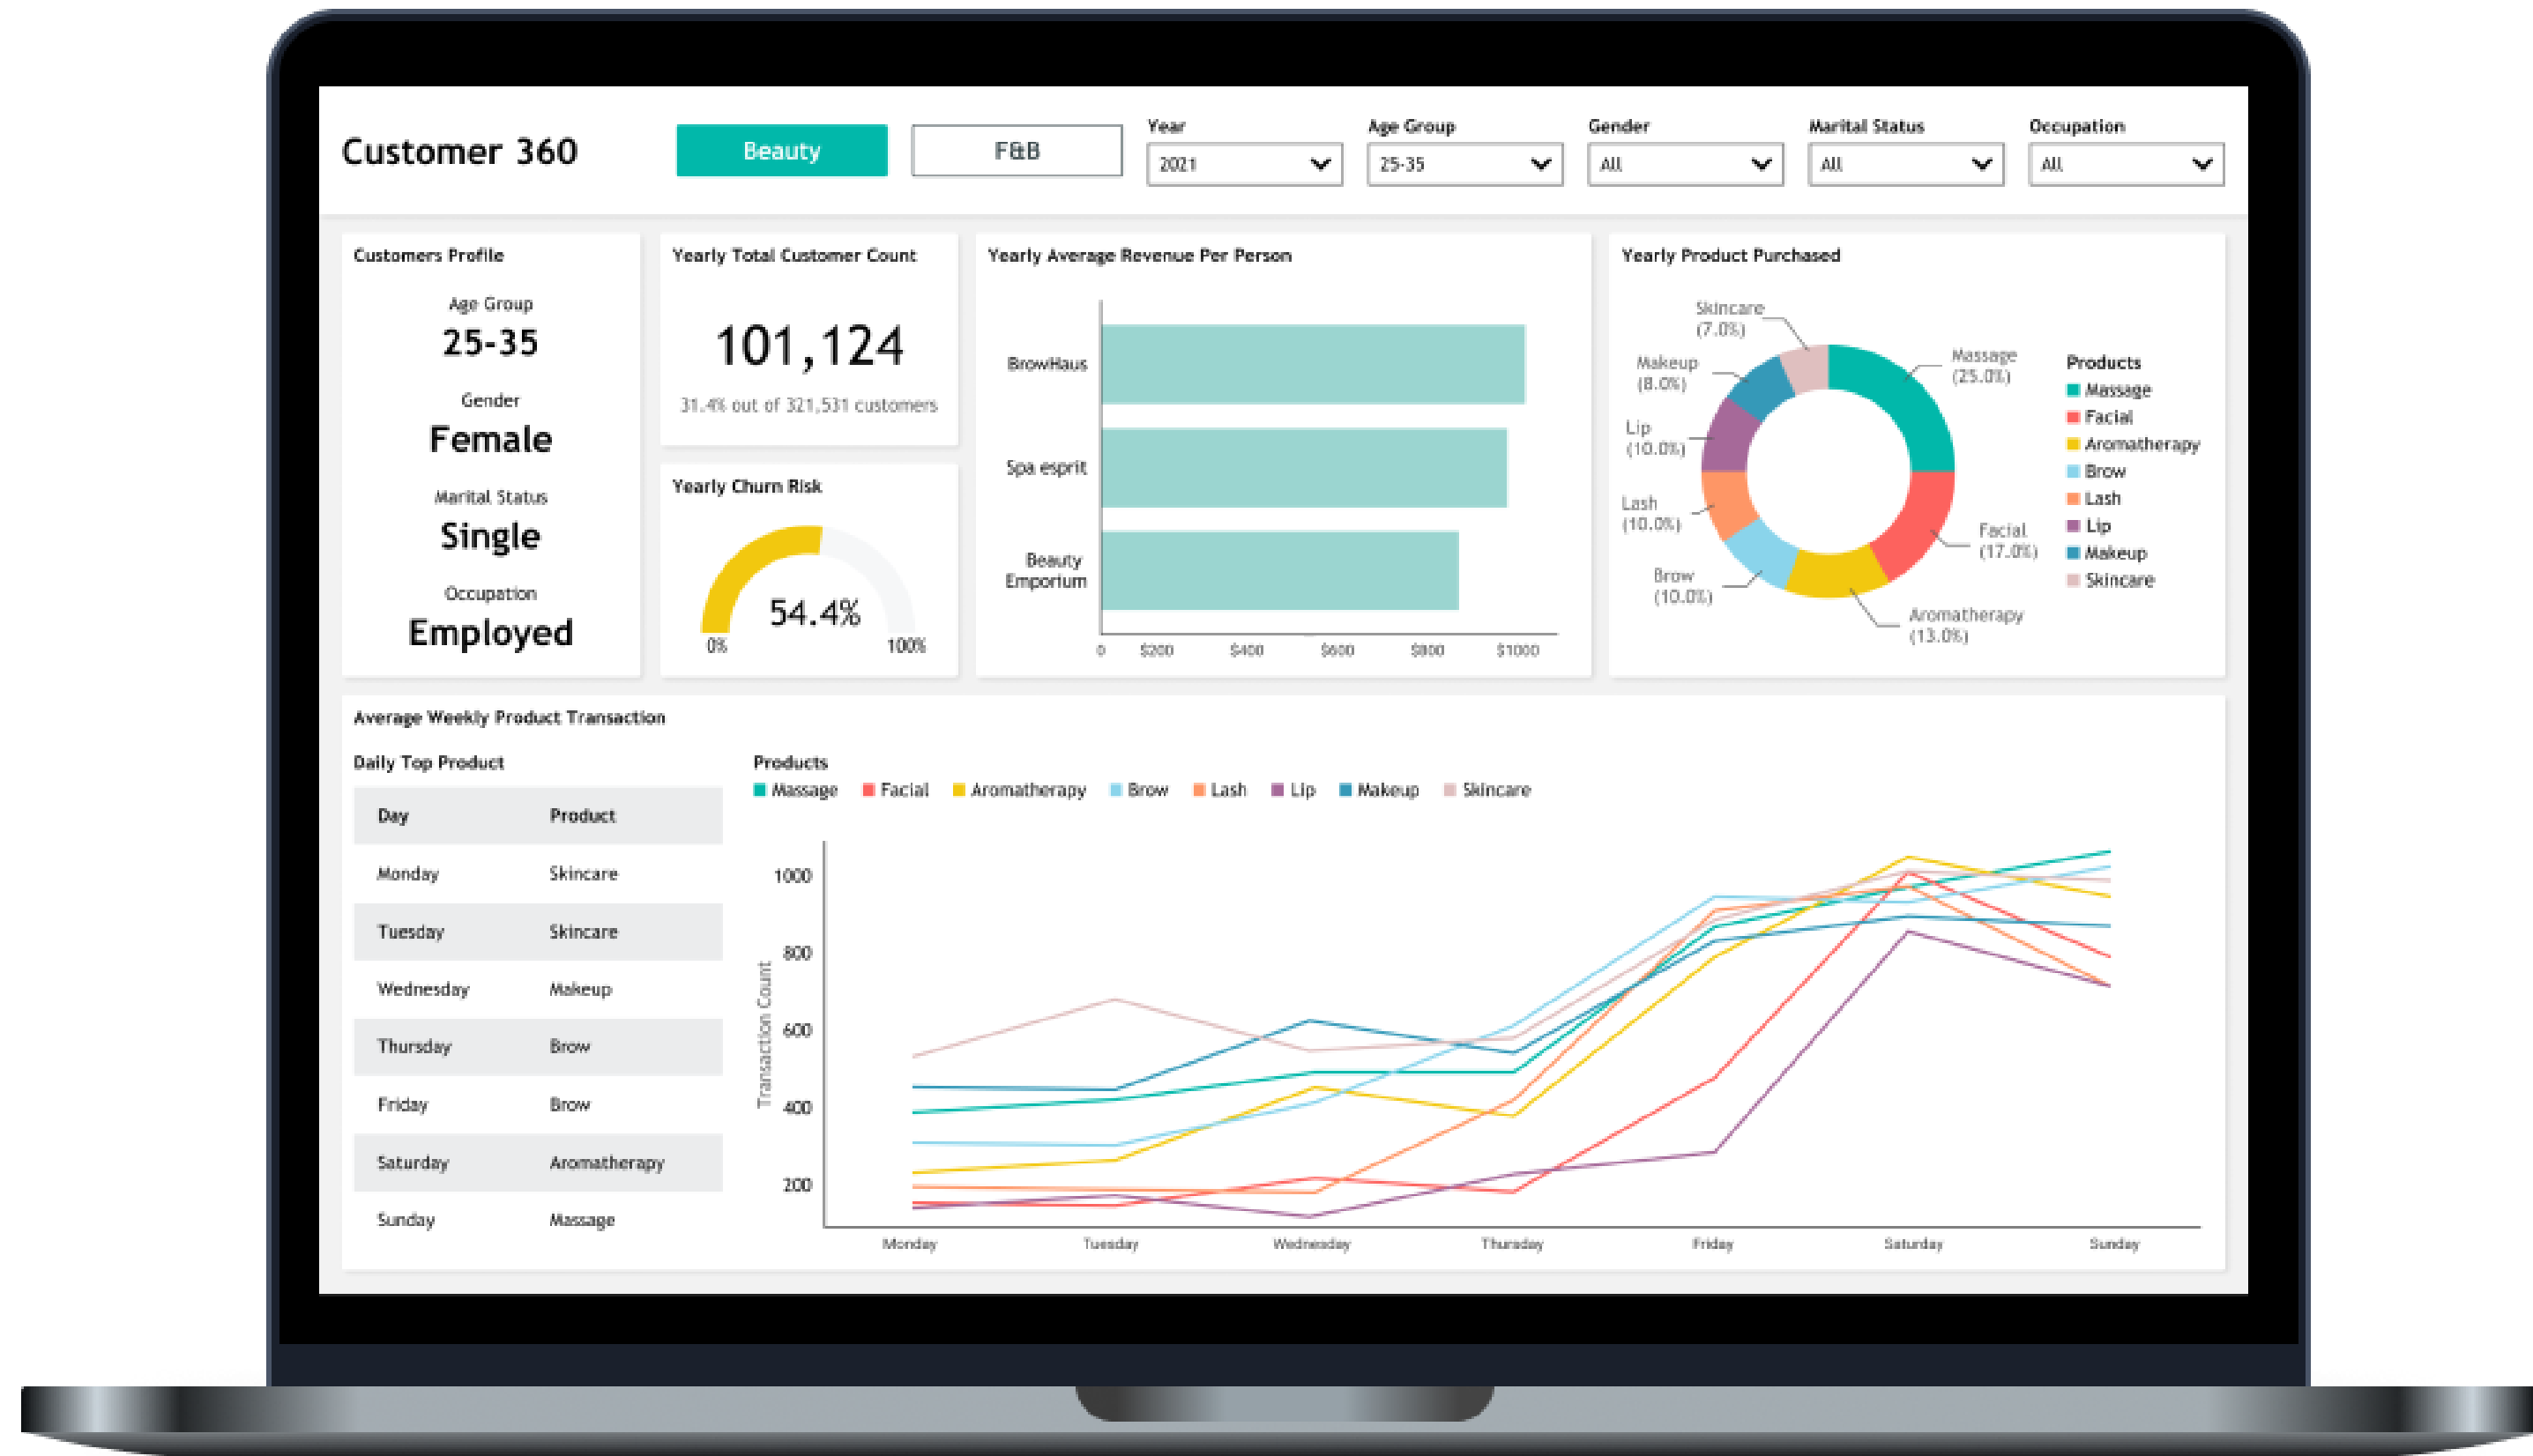 Customer 360
Beauty
F&B
Year
2021
Age Group
25-35
Gender
All
Marital Status
All
Occupation
All
Customers Profile
Age Group
25-35
Gender
Female
Marital Status
Single
Occupation
Employed
Yearly Total Customer Count
101,124
31.4% out of 321,531 customers
Yearly Churn Risk
54.4%
0%
100%
Yearly Average Revenue Per Person
BrowHaus
Spa esprit
Beauty
Emporium
0 $200 $400 $600 $800 $1000
Yearly Product Purchased
Skincare
(7.0%)
Makeup
(8.0%)
Lip
(10.0%)
Lash
(10.0%)
Brow
(10.0%)
Massage
(25.0%)
Facial
(17.0%)
Aromatherapy
(13.0%)
Products
Massage
Facial
Aromatherapy
Brow
Lash
Lip
Makeup
Skincare
Average Weekly Product Transaction
Daily Top Product
Day Product
Monday Skincare
Tuesday Skincare
Wednesday Makeup
Thursday Brow
Friday Brow
Saturday Aromatherapy
Sunday Massage
Products
Massage Facial Aromatherapy Brow Lash Lip Makeup Skincare
Transaction Count
1000
800
600
400
200
Monday Tuesday Wednesday Thursday Friday Saturday Sunday